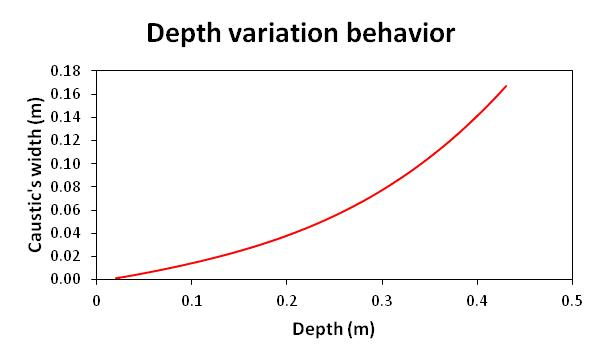 Depth variation behavior
0.18
0.16
0.14
0.12
0.10
0.08
0.06
0.04
0.02
0.00
Caustic's width (m)
0 0.1 0.2 0.3 0.4 0.5
Depth (m)